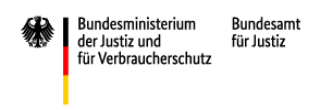 Bundesministerium
der Justiz und
für Verbraucherschutz
Bundesamt
für Justiz